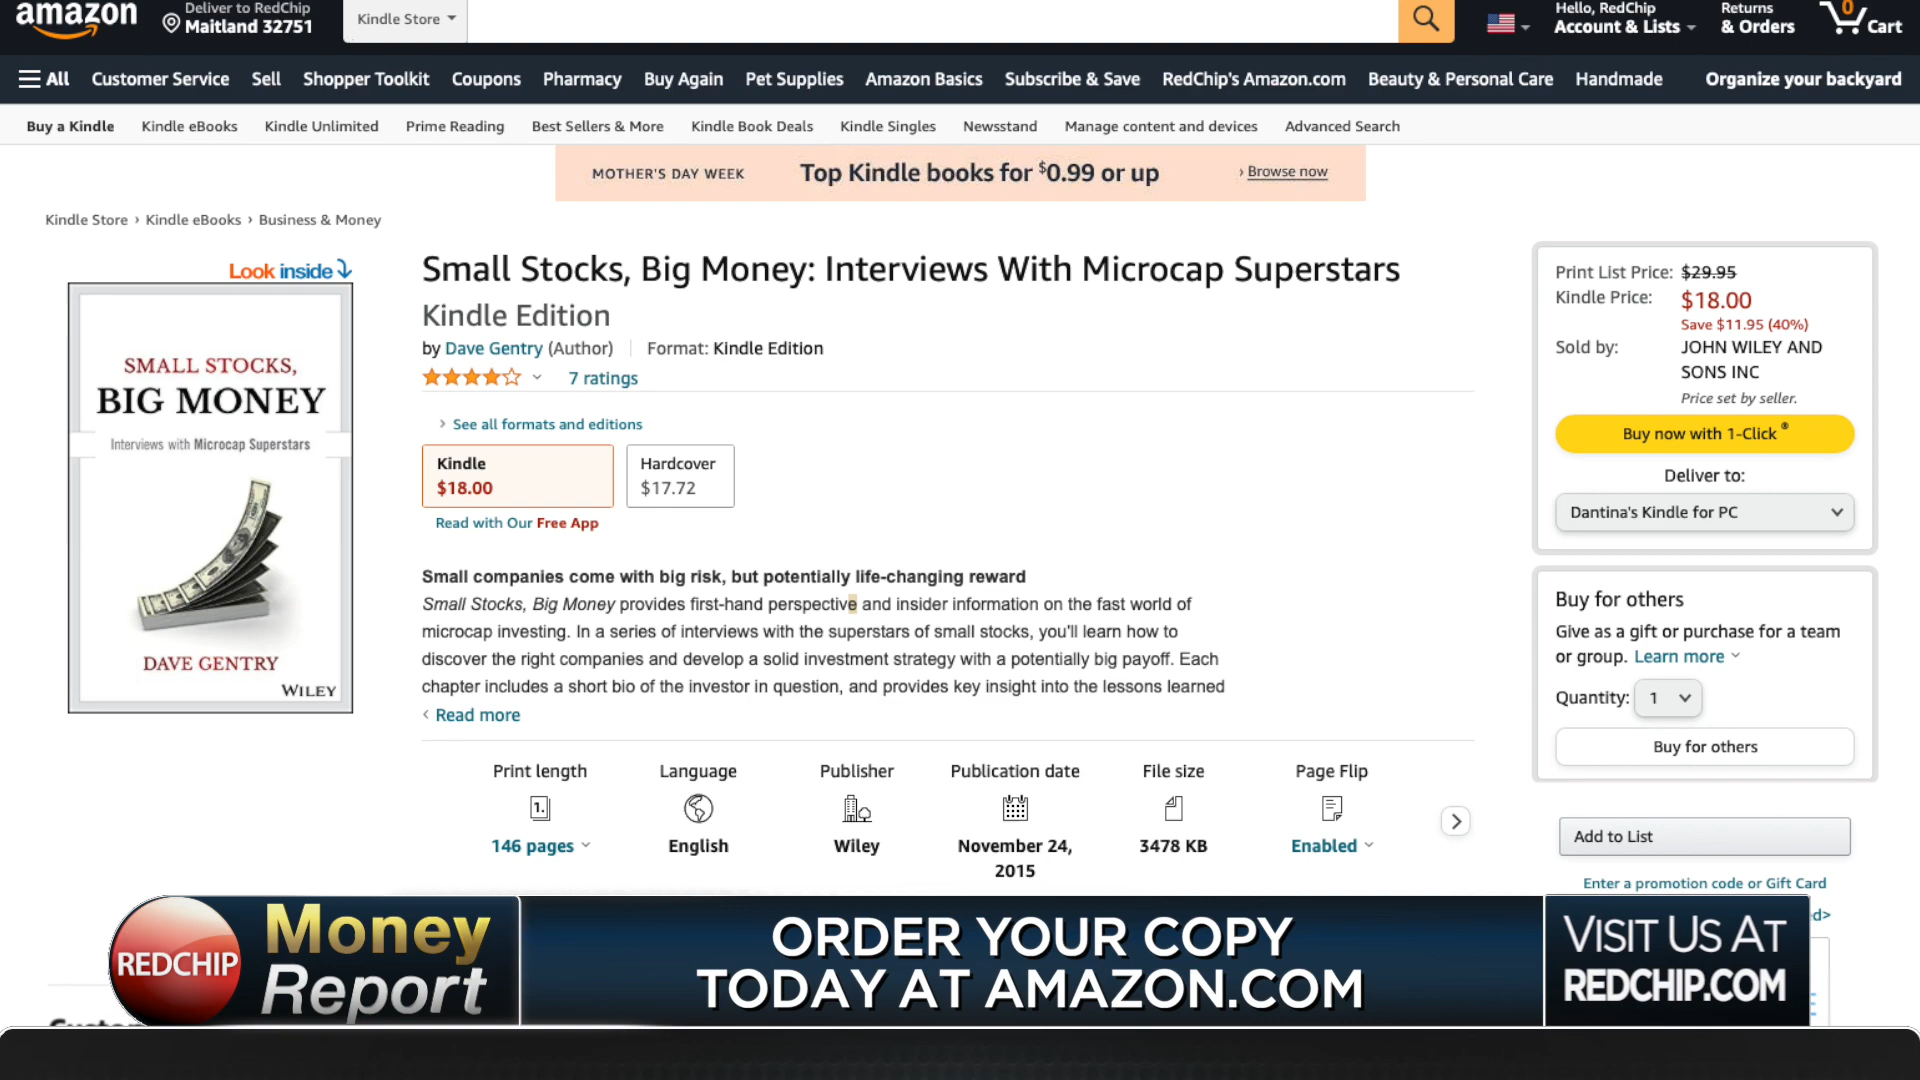 amazon
Deliver to RedChip
Maitland 32751
Kindle Store
Hello, RedChip
Account & Lists
Returns
& Orders
0
Cart
All
Customer Service
Sell
Shopper Toolkit
Coupons
Pharmacy
Buy Again
Pet Supplies
Amazon Basics
Subscribe & Save
RedChip's Amazon.com
Beauty & Personal Care
Handmade
Organize your backyard
Buy a Kindle
Kindle eBooks
Kindle Unlimited
Prime Reading
Best Sellers & More
Kindle Book Deals
Kindle Singles
Newsstand
Manage content and devices
Advanced Search
MOTHER'S DAY WEEK
Top Kindle books for $0.99 or up
› Browse now
Kindle Store › Kindle eBooks › Business & Money
Look inside
SMALL STOCKS,
BIG MONEY
Interviews with Microcap Superstars
DAVE GENTRY
WILEY
Small Stocks, Big Money: Interviews With Microcap Superstars
Kindle Edition
by Dave Gentry (Author)
Format: Kindle Edition
7 ratings
› See all formats and editions
Kindle
$18.00
Hardcover
$17.72
Read with Our Free App
Small companies come with big risk, but potentially life-changing reward
Small Stocks, Big Money provides first-hand perspective and insider information on the fast world of
microcap investing. In a series of interviews with the superstars of small stocks, you'll learn how to
discover the right companies and develop a solid investment strategy with a potentially big payoff. Each
chapter includes a short bio of the investor in question, and provides key insight into the lessons learned
‹ Read more
Print length
1.
146 pages
Language
English
Publisher
Wiley
Publication date
November 24,
2015
File size
3478 KB
Page Flip
Enabled
Print List Price: $29.95
Kindle Price: $18.00
Save $11.95 (40%)
Sold by: JOHN WILEY AND
SONS INC
Price set by seller.
Buy now with 1-Click ®
Deliver to:
Dantina's Kindle for PC
Buy for others
Give as a gift or purchase for a team
or group. Learn more
Quantity: 1
Buy for others
Add to List
Enter a promotion code or Gift Card
d>
REDCHIP
Money
Report
ORDER YOUR COPY
TODAY AT AMAZON.COM
VISIT US AT
REDCHIP.COM